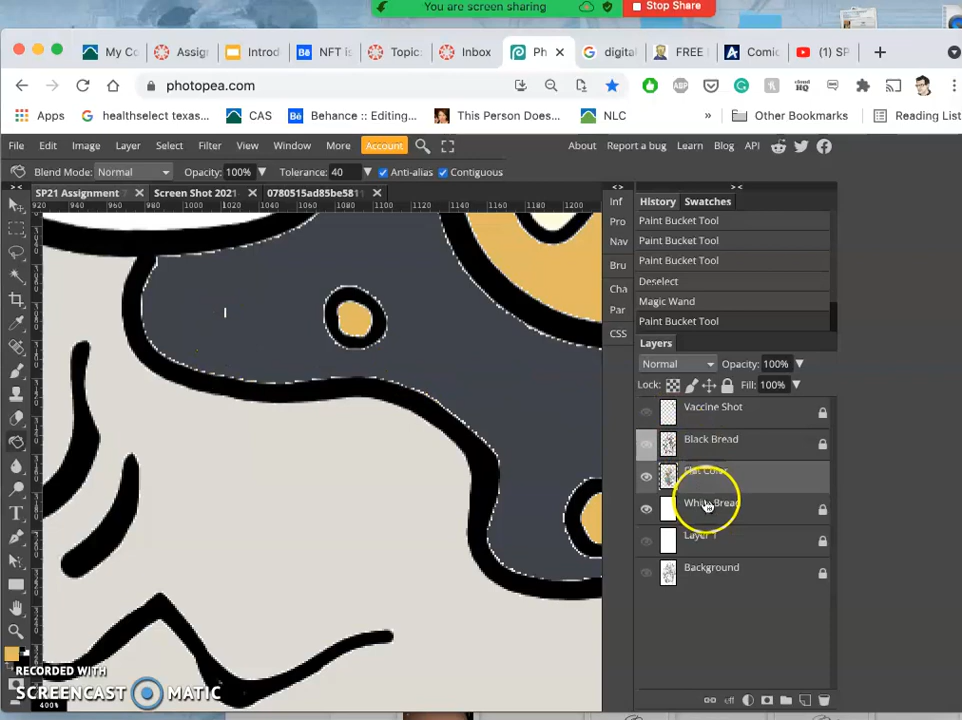 You are screen sharing
Stop Share
My Co
Assign
Introd
NFT is
Topic:
Inbox
Ph
digital
FREE
Comic
(1) SP
photopea.com
Apps
healthselect texas...
CAS
Behance :: Editing...
This Person Does...
NLC
»
Other Bookmarks
Reading List
File Edit Image Layer Select Filter View Window More Account
About Report a bug Learn Blog API
Blend Mode: Normal Opacity: 100% Tolerance: 40 Anti-alias Contiguous
SP21 Assignment
Screen Shot 2021-
0780515ad85be5811
920 940 960 980 1000 1020 1040 1060 1080 1100 1120 1140 1160 1180 1200
Inf
Pro
Nav
Bru
Cha
Par
CSS
History Swatches
Paint Bucket Tool
Paint Bucket Tool
Paint Bucket Tool
Deselect
Magic Wand
Paint Bucket Tool
Layers
Normal Opacity: 100%
Lock: Fill: 100%
Vaccine Shot
Black Bread
Flat Color
White Bread
Layer 1
Background
RECORDED WITH
SCREENCAST MATIC
400%